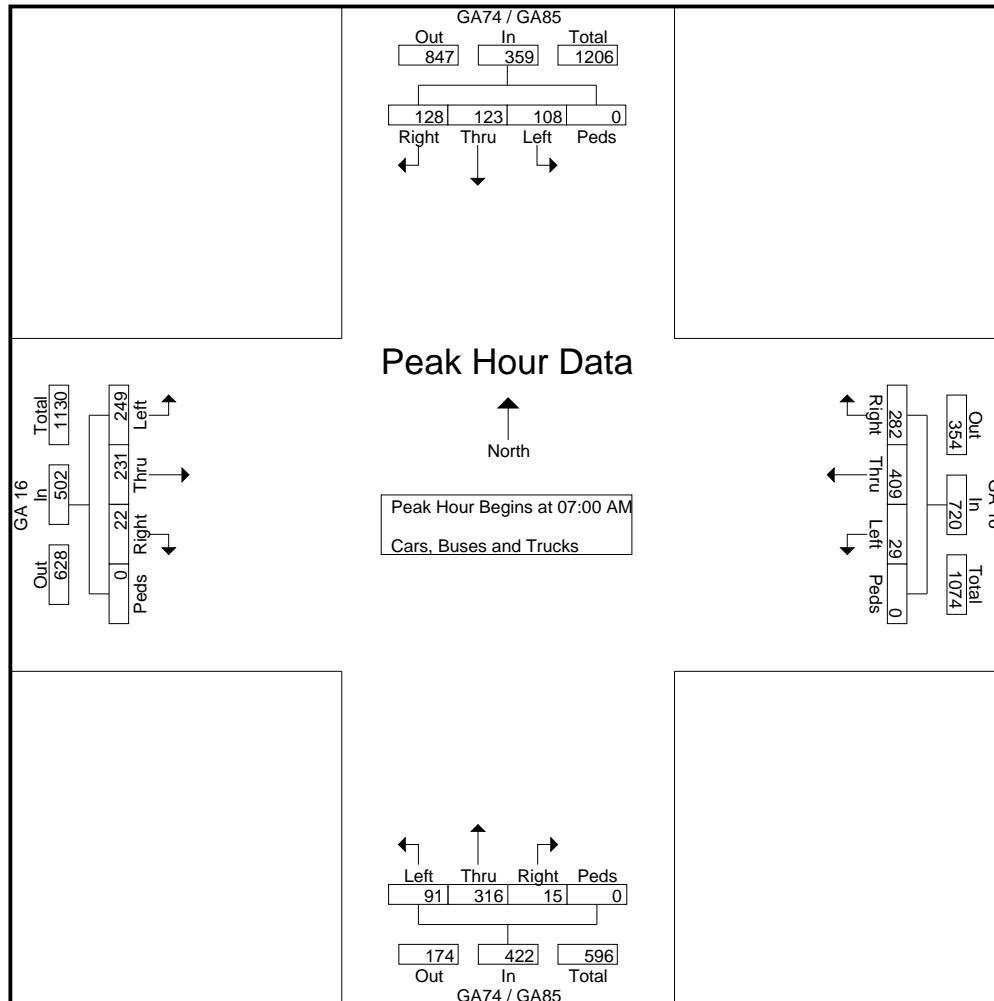 GA74 / GA85
Out In Total
847 359 1206
128 123 108 0
Right Thru Left Peds
Peak Hour Data
North
Peak Hour Begins at 07:00 AM
Cars, Buses and Trucks
GA 16
Total In Out
1130 502 628
249 231 22 0
Left Thru Right Peds
Right Thru Left Peds
282 409 29 0
354 720 1074
Out In Total
Left Thru Right Peds
91 316 15 0
174 422 596
Out In Total
GA74 / GA85